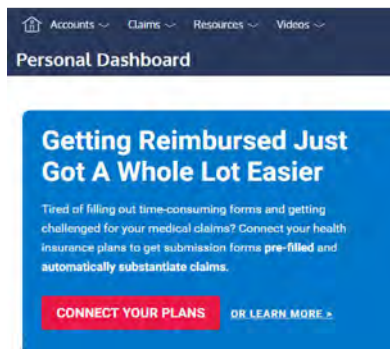 Accounts Claims Resources Videos
Personal Dashboard
Getting Reimbursed Just
Got A Whole Lot Easier
Tired of filling out time-consuming forms and getting
challenged for your medical claims? Connect your health
insurance plans to get submission forms pre-filled and
automatically substantiate claims.
CONNECT YOUR PLANS OR LEARN MORE »